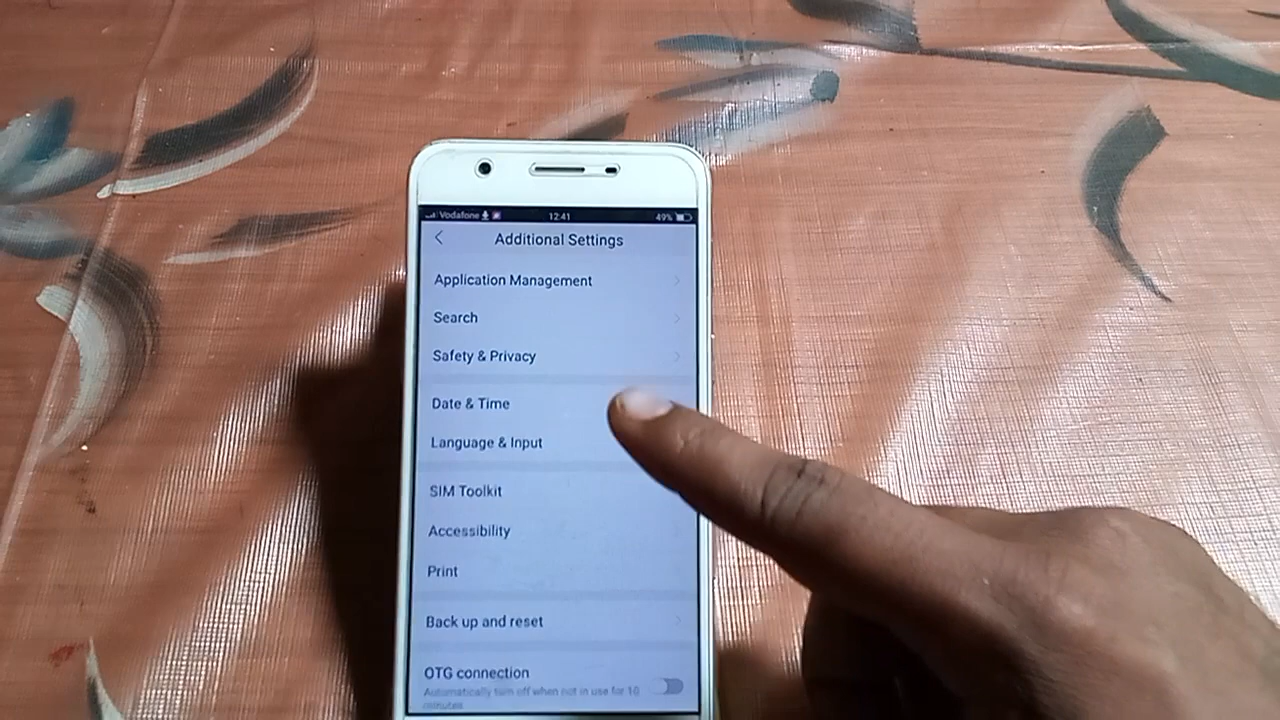 Vodafone 12:41 49%
Additional Settings
Application Management
Search
Safety & Privacy
Date & Time
Language & Input
SIM Toolkit
Accessibility
Print
Back up and reset
OTG connection
Automatically turn off when not in use for 10
minutes